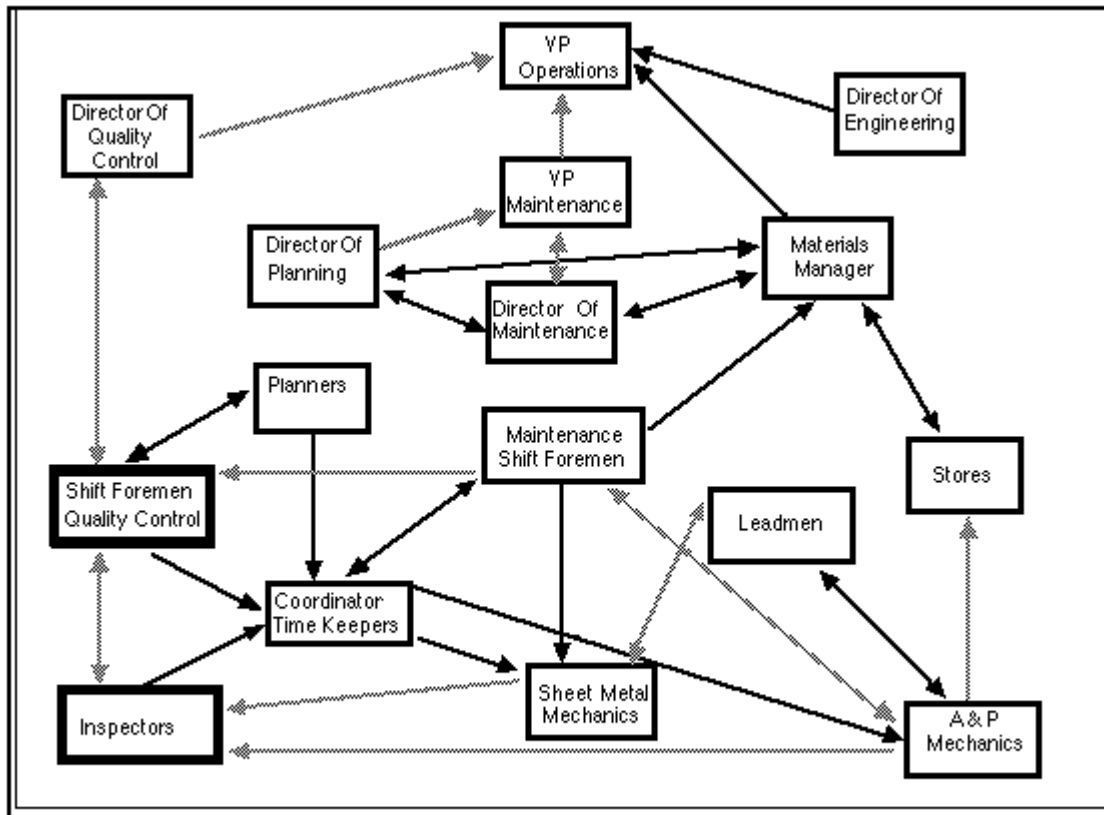 VP
Operations
Director Of
Quality
Control
Director Of
Engineering
VP
Maintenance
Director Of
Planning
Materials
Manager
Director Of
Maintenance
Planners
Maintenance
Shift Foremen
Stores
Shift Foremen
Quality Control
Leadmen
Coordinator
Time Keepers
Sheet Metal
Mechanics
Inspectors
A & P
Mechanics